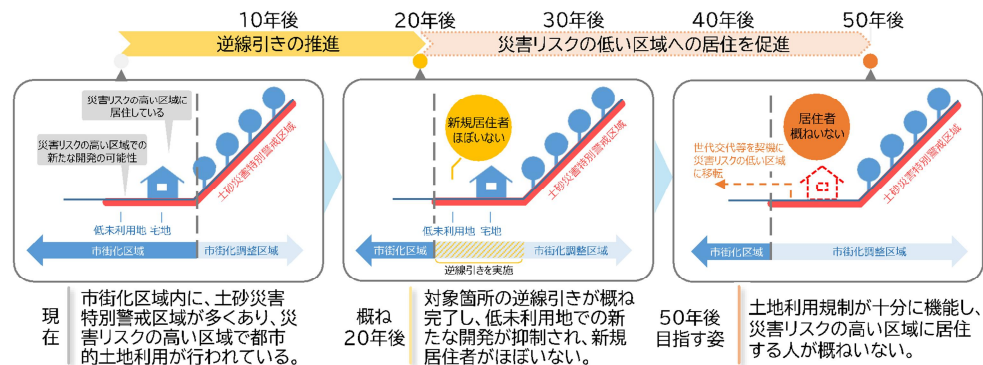 10年後
20年後
30年後
40年後
50年後
逆線引きの推進
災害リスクの低い区域への居住を促進
災害リスクの高い区域に
居住している
災害リスクの高い区域での
新たな開発の可能性
土砂災害特別警戒区域
低未利用地 宅地
市街化区域
市街化調整区域
新規居住者
ほぼいない
土砂災害特別警戒区域
低未利用地 宅地
市街化区域
市街化調整区域
逆線引きを実施
居住者
概ねいない
世代交代等を契機に
災害リスクの低い区域
に移転
土砂災害特別警戒区域
市街化区域
市街化調整区域
現在
市街化区域内に、土砂災害
特別警戒区域が多くあり、災
害リスクの高い区域で都市
的土地利用が行われている。
概ね
20年後
対象箇所の逆線引きが概ね
完了し、低未利用地での新
たな開発が抑制され、新規
居住者がほぼいない。
50年後
目指す姿
土地利用規制が十分に機能し、
災害リスクの高い区域に居住
する人が概ねいない。